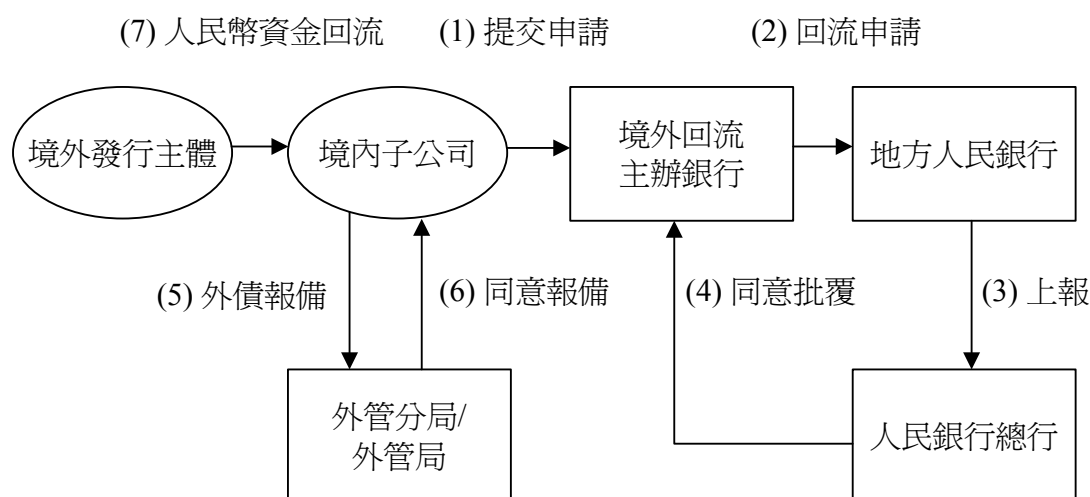 (7) 人民幣資金回流
(1) 提交申請
(2) 回流申請
境外發行主體
境內子公司
境外回流
主辦銀行
地方人民銀行
(5) 外債報備
(6) 同意報備
(4) 同意批覆
(3) 上報
外管分局/
外管局
人民銀行總行